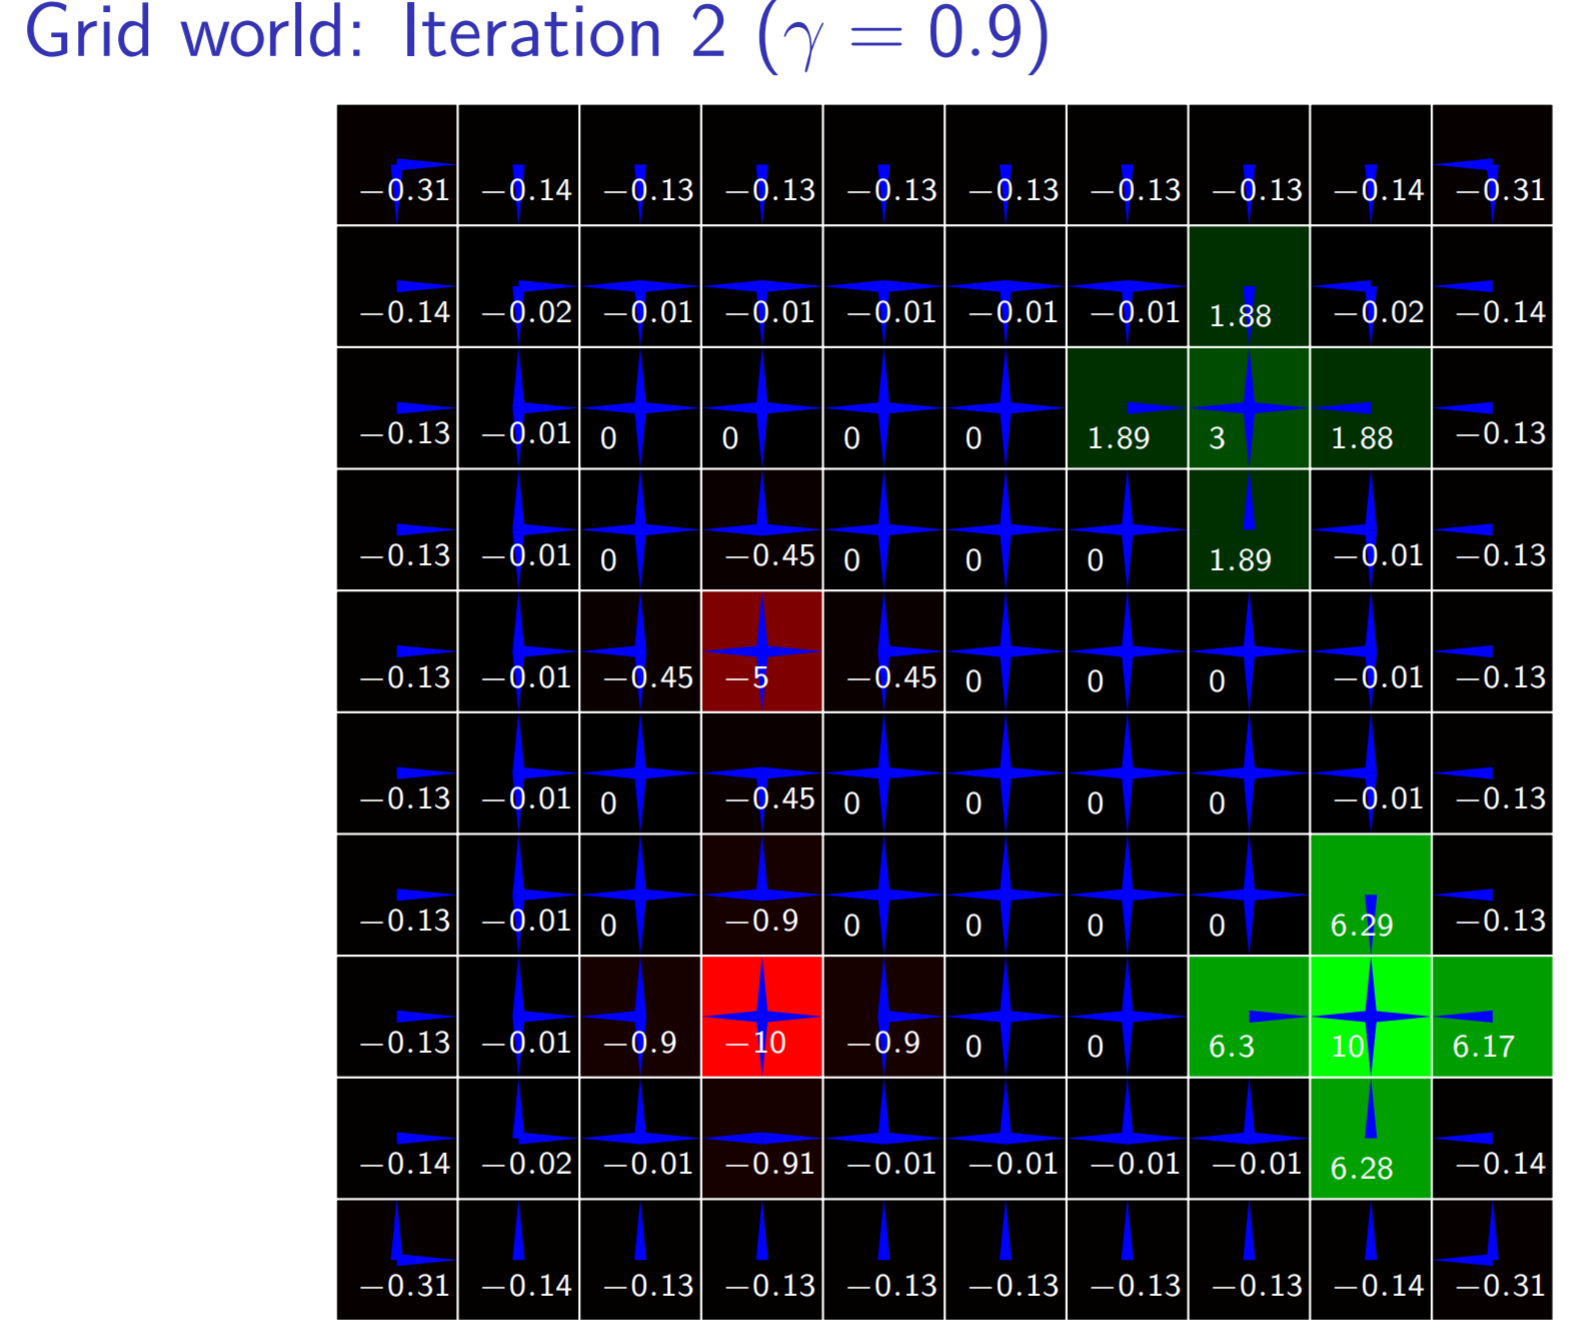 Grid world: Iteration 2 (γ = 0.9)
−0.31 −0.14 −0.13 −0.13 −0.13 −0.13 −0.13 −0.13 −0.14 −0.31
−0.14 −0.02 −0.01 −0.01 −0.01 −0.01 −0.01 1.88 −0.02 −0.14
−0.13 −0.01 0 0 0 0 1.89 3 1.88 −0.13
−0.13 −0.01 0 −0.45 0 0 0 1.89 −0.01 −0.13
−0.13 −0.01 −0.45 −5 −0.45 0 0 0 −0.01 −0.13
−0.13 −0.01 0 −0.45 0 0 0 0 −0.01 −0.13
−0.13 −0.01 0 −0.9 0 0 0 0 6.29 −0.13
−0.13 −0.01 −0.9 −10 −0.9 0 0 6.3 10 6.17
−0.14 −0.02 −0.01 −0.91 −0.01 −0.01 −0.01 −0.01 6.28 −0.14
−0.31 −0.14 −0.13 −0.13 −0.13 −0.13 −0.13 −0.13 −0.14 −0.31